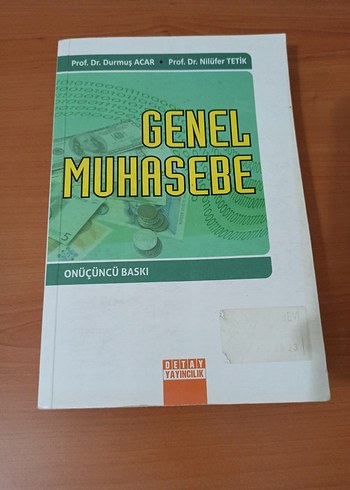 Prof. Dr. Durmuş ACAR • Prof. Dr. Nilüfer TETİK
GENEL
MUHASEBE
ONÜÇÜNCÜ BASKI
DETAY
YAYINCILIK